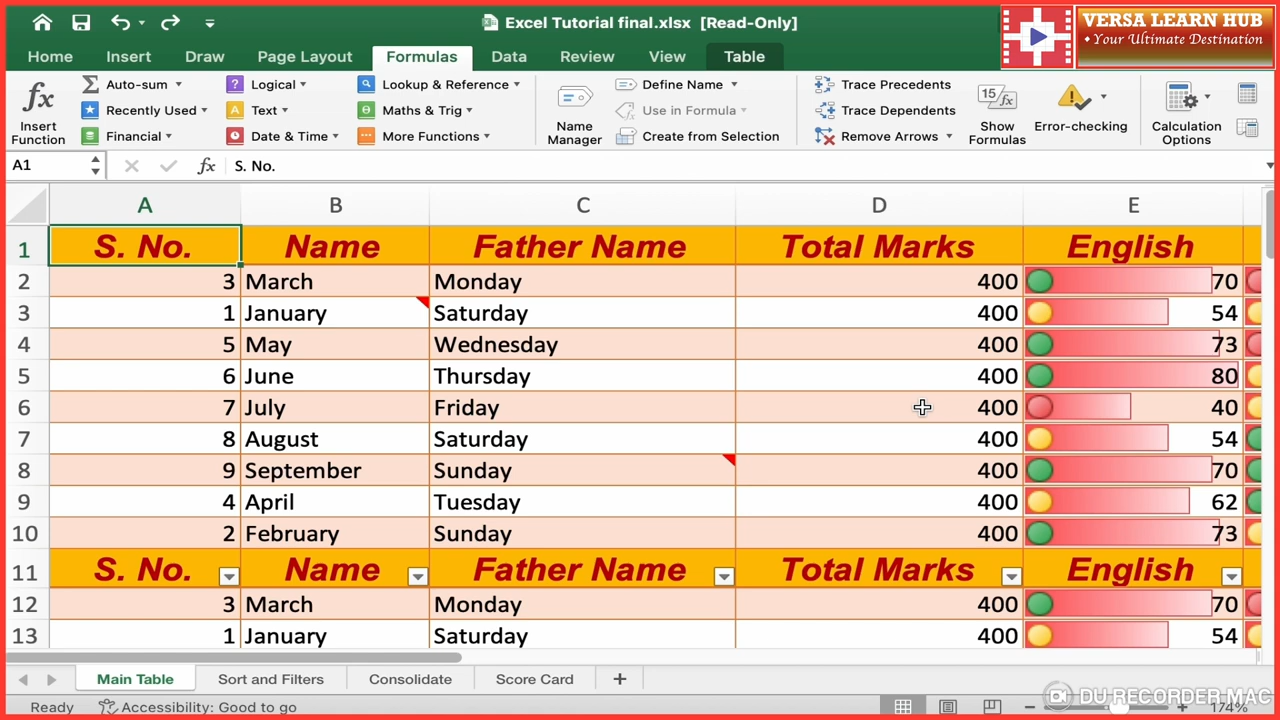 Excel Tutorial final.xlsx [Read-Only]
VERSA LEARN HUB
• Your Ultimate Destination
Home Insert Draw Page Layout Formulas Data Review View Table
Auto-sum Logical Lookup & Reference Define Name Trace Precedents
Recently Used Text Maths & Trig Use in Formula Trace Dependents
Financial Date & Time More Functions Create from Selection Remove Arrows
fx
Insert Function
Name Manager
15 fx
Show Formulas
Error-checking
Calculation Options
A1 fx S. No.
A B C D E
1 S. No. Name Father Name Total Marks English
2 3 March Monday 400 70
3 1 January Saturday 400 54
4 5 May Wednesday 400 73
5 6 June Thursday 400 80
6 7 July Friday 400 40
7 8 August Saturday 400 54
8 9 September Sunday 400 70
9 4 April Tuesday 400 62
10 2 February Sunday 400 73
11 S. No. Name Father Name Total Marks English
12 3 March Monday 400 70
13 1 January Saturday 400 54
Main Table Sort and Filters Consolidate Score Card +
Ready Accessibility: Good to go 174%
DU RECORDER MAC